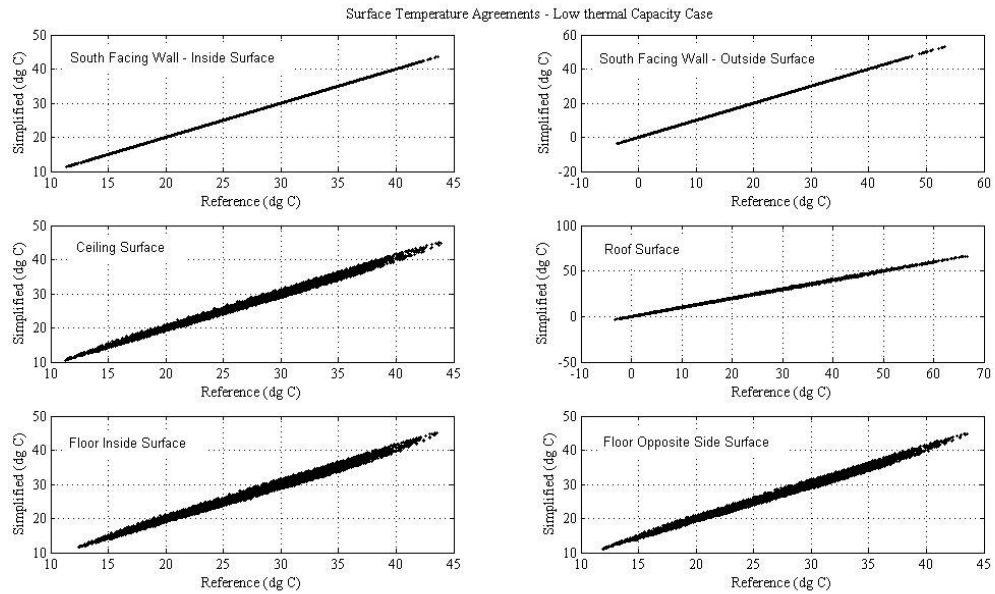 Surface Temperature Agreements - Low thermal Capacity Case
South Facing Wall - Inside Surface
Simplified (dg C)
50
40
30
20
10
10 15 20 25 30 35 40 45
Reference (dg C)
South Facing Wall - Outside Surface
Simplified (dg C)
60
40
20
0
-20
-10 0 10 20 30 40 50 60
Reference (dg C)
Ceiling Surface
Simplified (dg C)
50
40
30
20
10
10 15 20 25 30 35 40 45
Reference (dg C)
Roof Surface
Simplified (dg C)
100
50
0
-50
-10 0 10 20 30 40 50 60 70
Reference (dg C)
Floor Inside Surface
Simplified (dg C)
50
40
30
20
10
10 15 20 25 30 35 40 45
Reference (dg C)
Floor Opposite Side Surface
Simplified (dg C)
50
40
30
20
10
10 15 20 25 30 35 40 45
Reference (dg C)